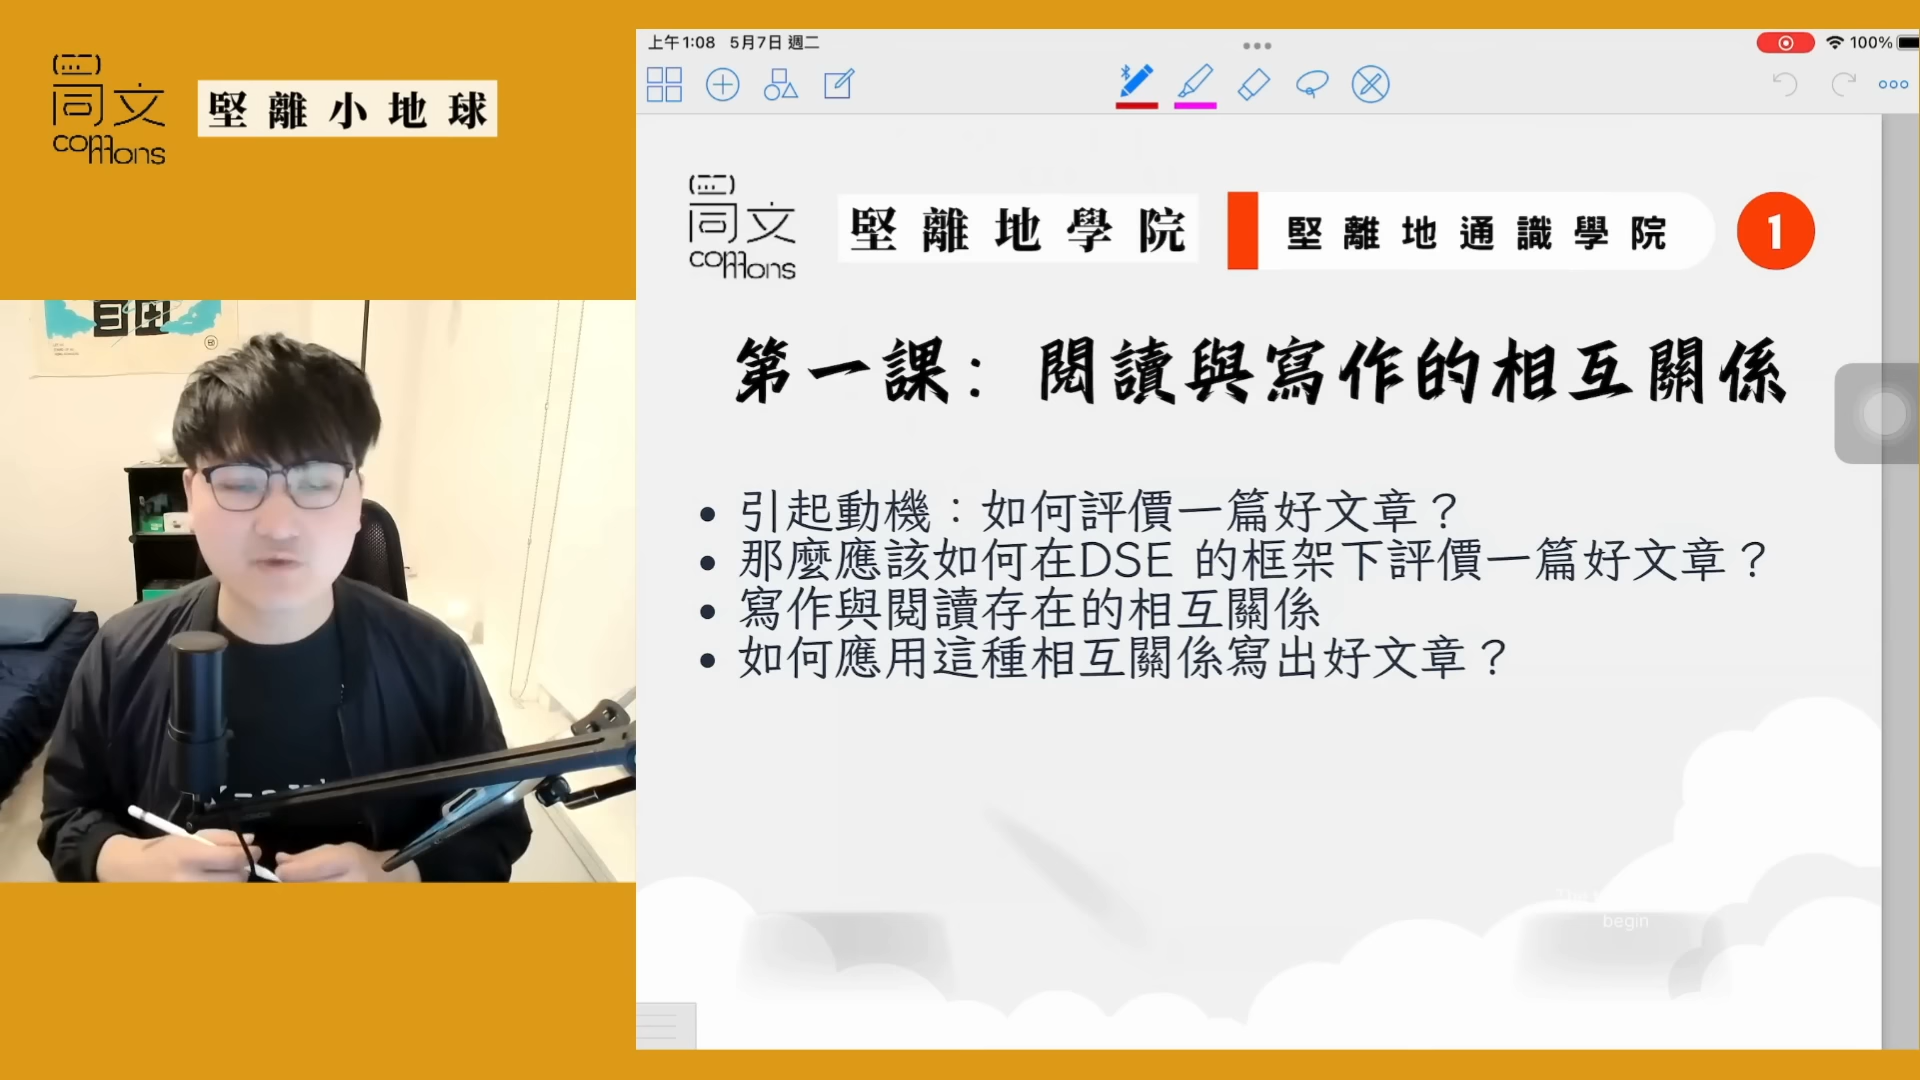 同文
commons
堅離小地球
自由
上午1:08 5月7日 週二
100%
同文
commons
堅離地學院
堅離地通識學院
1
第一課：閱讀與寫作的相互關係
• 引起動機：如何評價一篇好文章？
• 那麼應該如何在DSE 的框架下評價一篇好文章？
• 寫作與閱讀存在的相互關係
• 如何應用這種相互關係寫出好文章？
begin